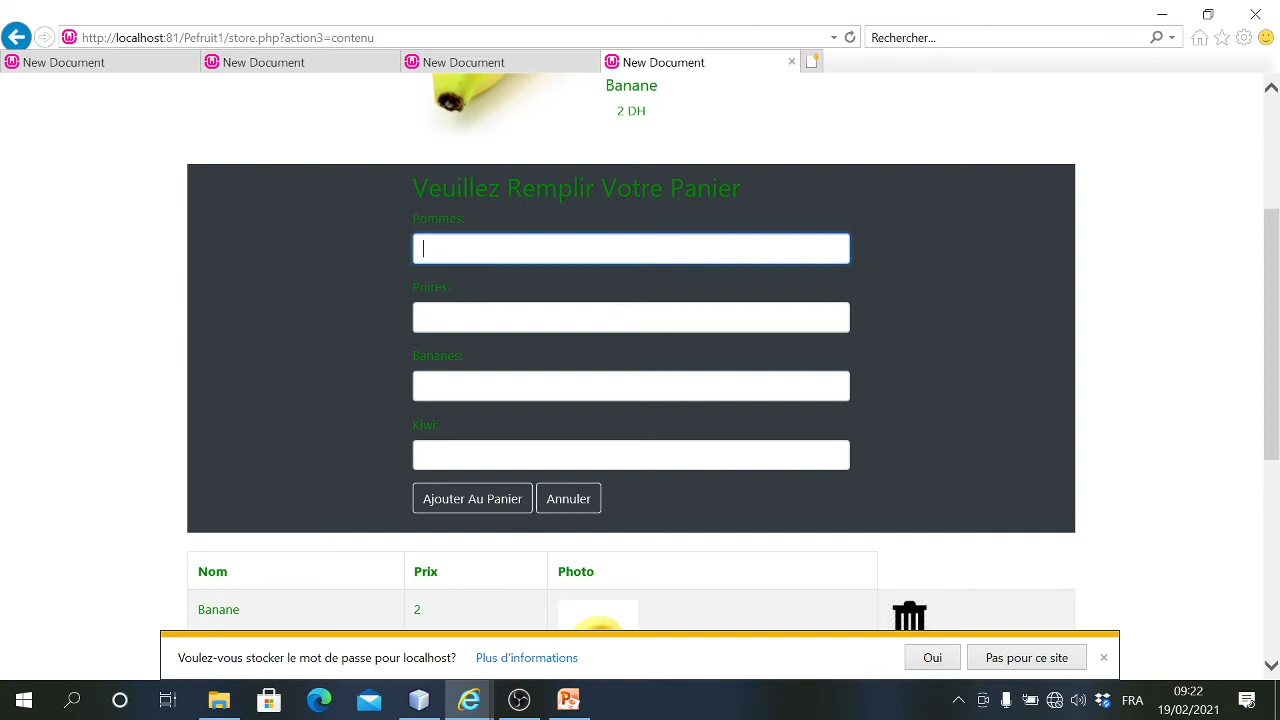 http://localhost:81/Pefruit1/store.php?action3=contenu
Rechercher...
New Document
New Document
New Document
New Document
Banane
2 DH
Veuillez Remplir Votre Panier
Pommes:
Poires:
Bananes:
Kiwi:
Ajouter Au Panier
Annuler
Nom Prix Photo
Banane 2
Voulez-vous stocker le mot de passe pour localhost? Plus d'informations
Oui
Pas pour ce site
FRA
09:22
19/02/2021